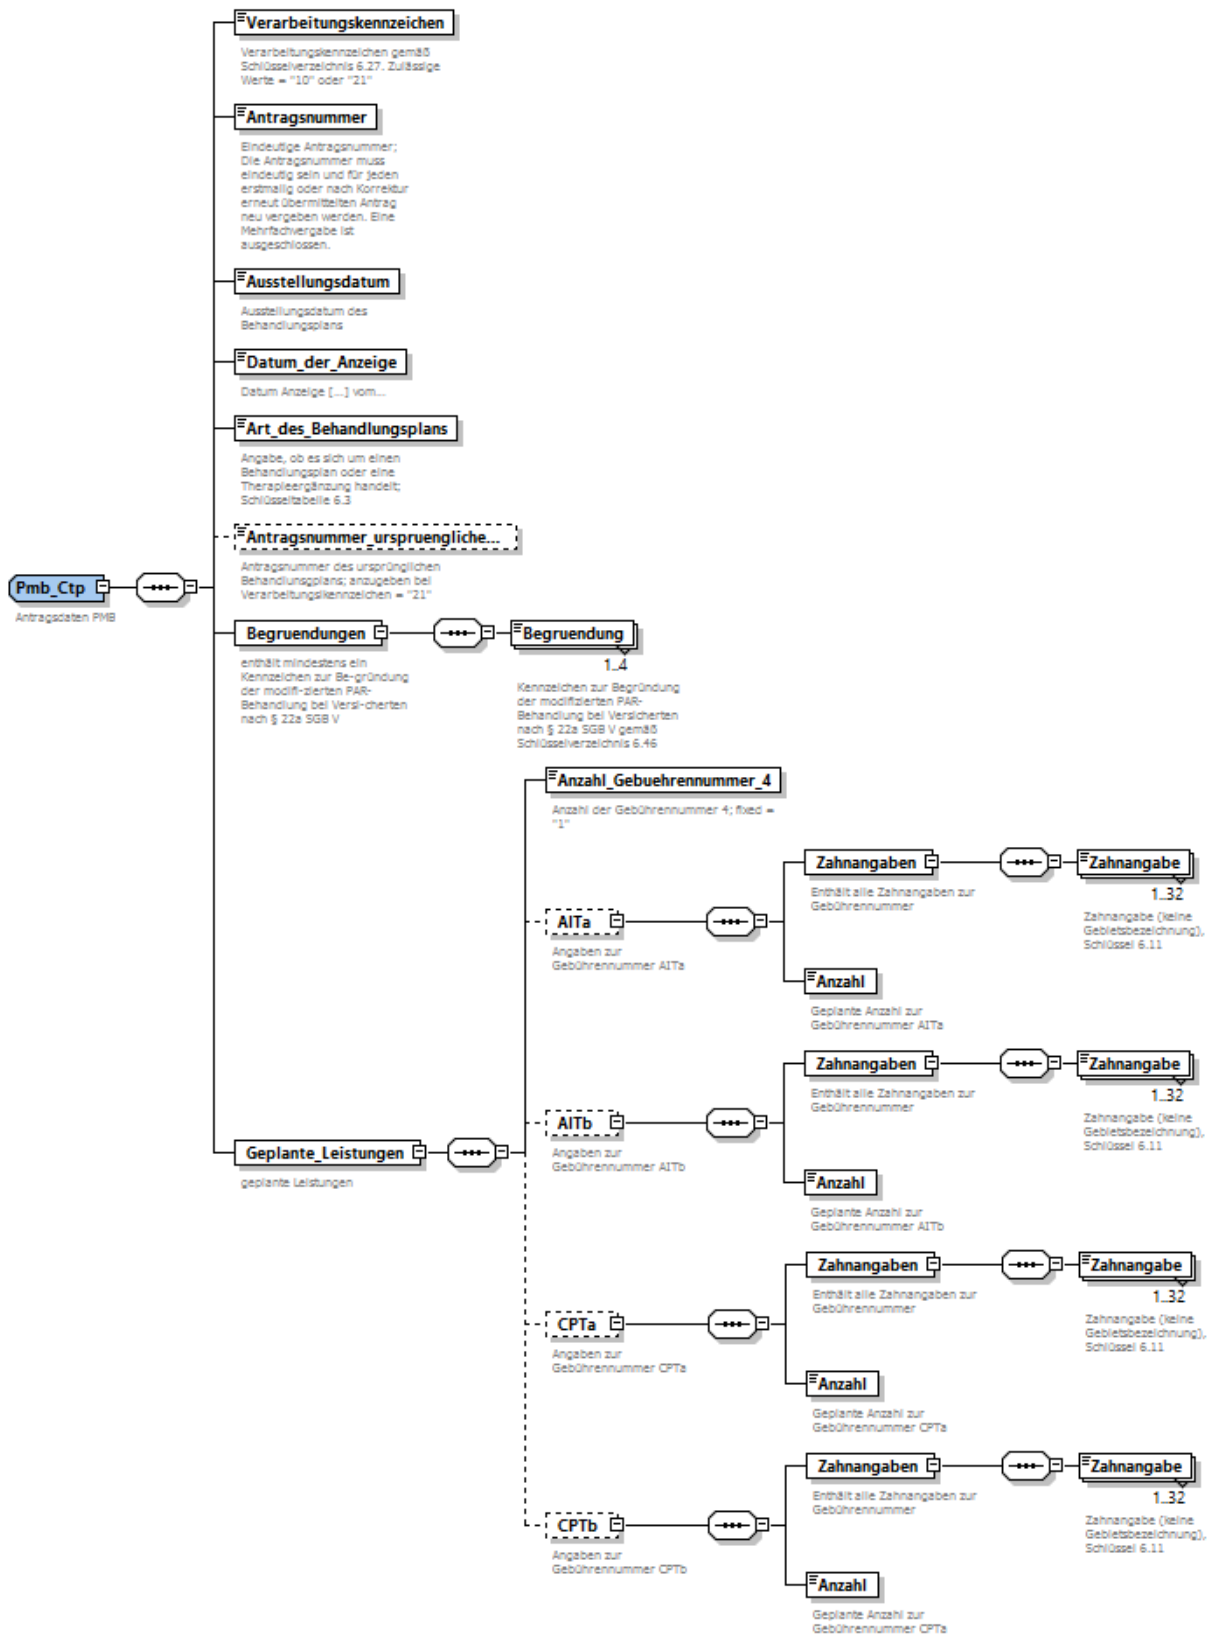 Verarbeitungskennzeichen
Verarbeitungskennzeichen gemäß
Schlüsselverzeichnis 6.27. Zulässige
Werte = "10" oder "21"
Antragsnummer
Eindeutige Antragsnummer;
Die Antragsnummer muss
eindeutig sein und für jeden
erstmalig oder nach Korrektur
erneut übermittelten Antrag
neu vergeben werden. Eine
Mehrfachvergabe ist
ausgeschlossen.
Ausstellungsdatum
Ausstellungsdatum des
Behandlungsplans
Datum_der_Anzeige
Datum Anzeige [...] vom...
Art_des_Behandlungsplans
Angabe, ob es sich um einen
Behandlungsplan oder eine
Therapieergänzung handelt;
Schlüsseltabelle 6.3
Antragsnummer_urspruengliche...
Antragsnummer des ursprünglichen
Behandlunsgplans; anzugeben bei
Verarbeitungslkennzeichen = "21"
Pmb_Ctp
Antragsdaten PMB
Begruendungen
enthält mindestens ein
Kennzeichen zur Be-gründung
der modifi-zierten PAR-
Behandlung bei Versi-cherten
nach § 22a SGB V
Begruendung
1..4
Kennzeichen zur Begründung
der modifizierten PAR-
Behandlung bei Versicherten
nach § 22a SGB V gemäß
Schlüsselverzeichnis 6.46
Geplante_Leistungen
geplante Leistungen
Anzahl_Gebuehrennummer_4
Anzahl der Gebührennummer 4; fixed =
"1"
AITa
Angaben zur
Gebührennummer AITa
Zahnangaben
Enthält alle Zahnangaben zur
Gebührennummer
Zahnangabe
1..32
Zahnangabe (keine
Gebietsbezeichnung),
Schlüssel 6.11
Anzahl
Geplante Anzahl zur
Gebührennummer AITa
AITb
Angaben zur
Gebührennummer AITb
Zahnangaben
Enthält alle Zahnangaben zur
Gebührennummer
Zahnangabe
1..32
Zahnangabe (keine
Gebietsbezeichnung),
Schlüssel 6.11
Anzahl
Geplante Anzahl zur
Gebührennummer AITb
CPTa
Angaben zur
Gebührennummer CPTa
Zahnangaben
Enthält alle Zahnangaben zur
Gebührennummer
Zahnangabe
1..32
Zahnangabe (keine
Gebietsbezeichnung),
Schlüssel 6.11
Anzahl
Geplante Anzahl zur
Gebührennummer CPTa
CPTb
Angaben zur
Gebührennummer CPTb
Zahnangaben
Enthält alle Zahnangaben zur
Gebührennummer
Zahnangabe
1..32
Zahnangabe (keine
Gebietsbezeichnung),
Schlüssel 6.11
Anzahl
Geplante Anzahl zur
Gebührennummer CPTa